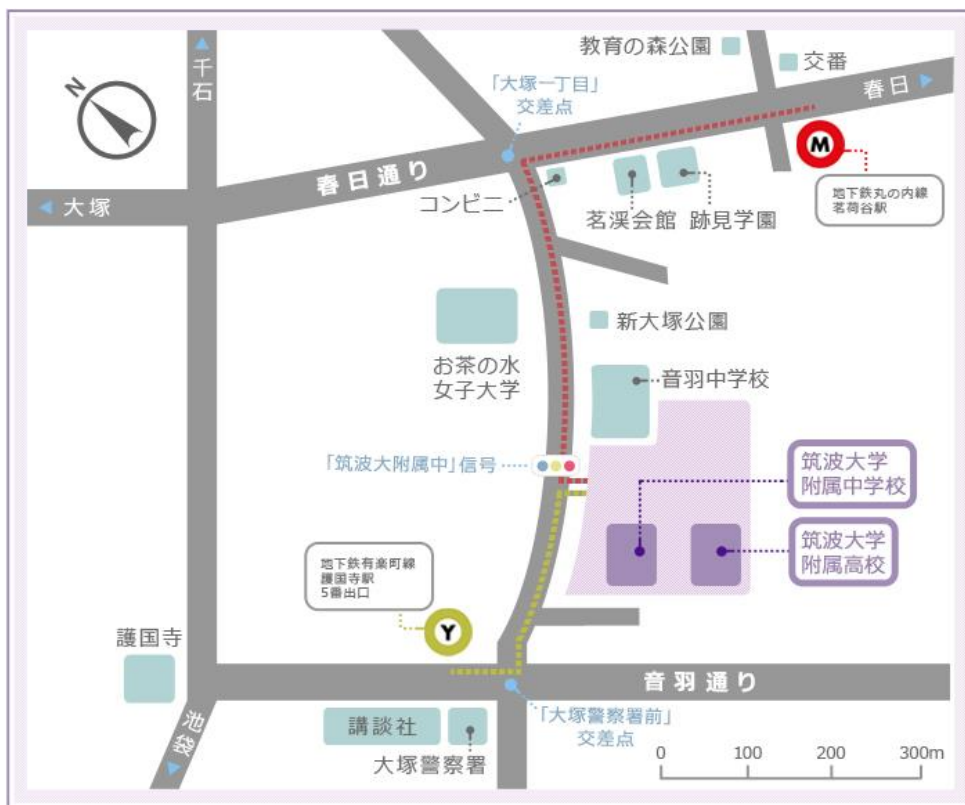 N
千石
教育の森公園
交番
「大塚一丁目」
交差点
春日
M
春日通り
地下鉄丸の内線
茗荷谷駅
大塚
コンビニ
茗渓会館
跡見学園
新大塚公園
お茶の水
女子大学
音羽中学校
「筑波大附属中」信号
筑波大学
附属中学校
筑波大学
附属高校
地下鉄有楽町線
護国寺駅
5番出口
Y
護国寺
音羽通り
池袋
講談社
「大塚警察署前」
交差点
大塚警察署
0 100 200 300m